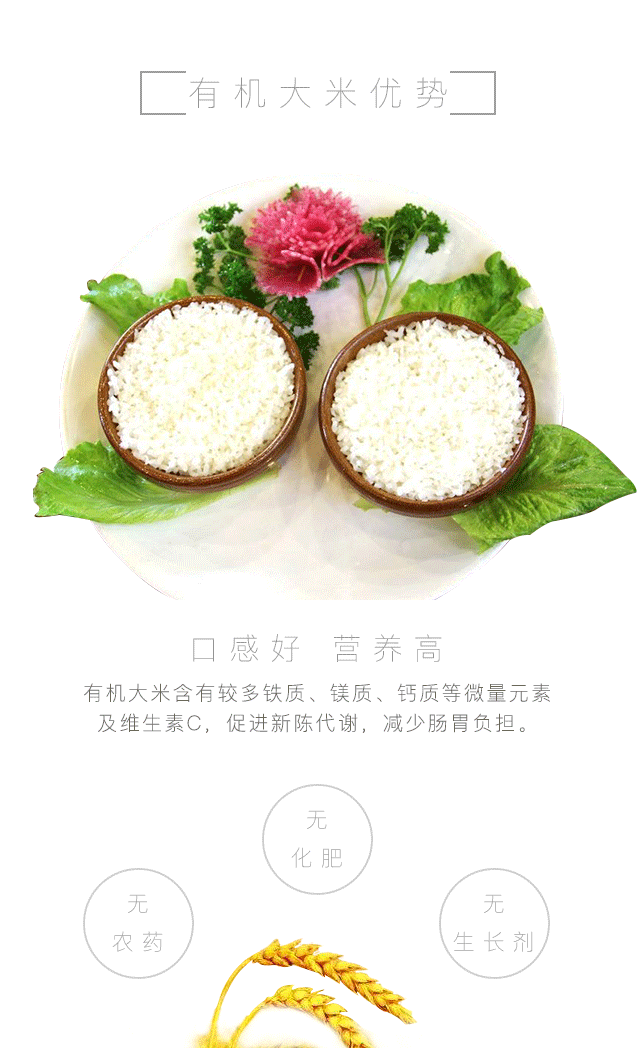 有机大米优势
口感好 营养高
有机大米含有较多铁质、镁质、钙质等微量元素
及维生素C，促进新陈代谢，减少肠胃负担。
无
化肥
无
农药
无
生长剂